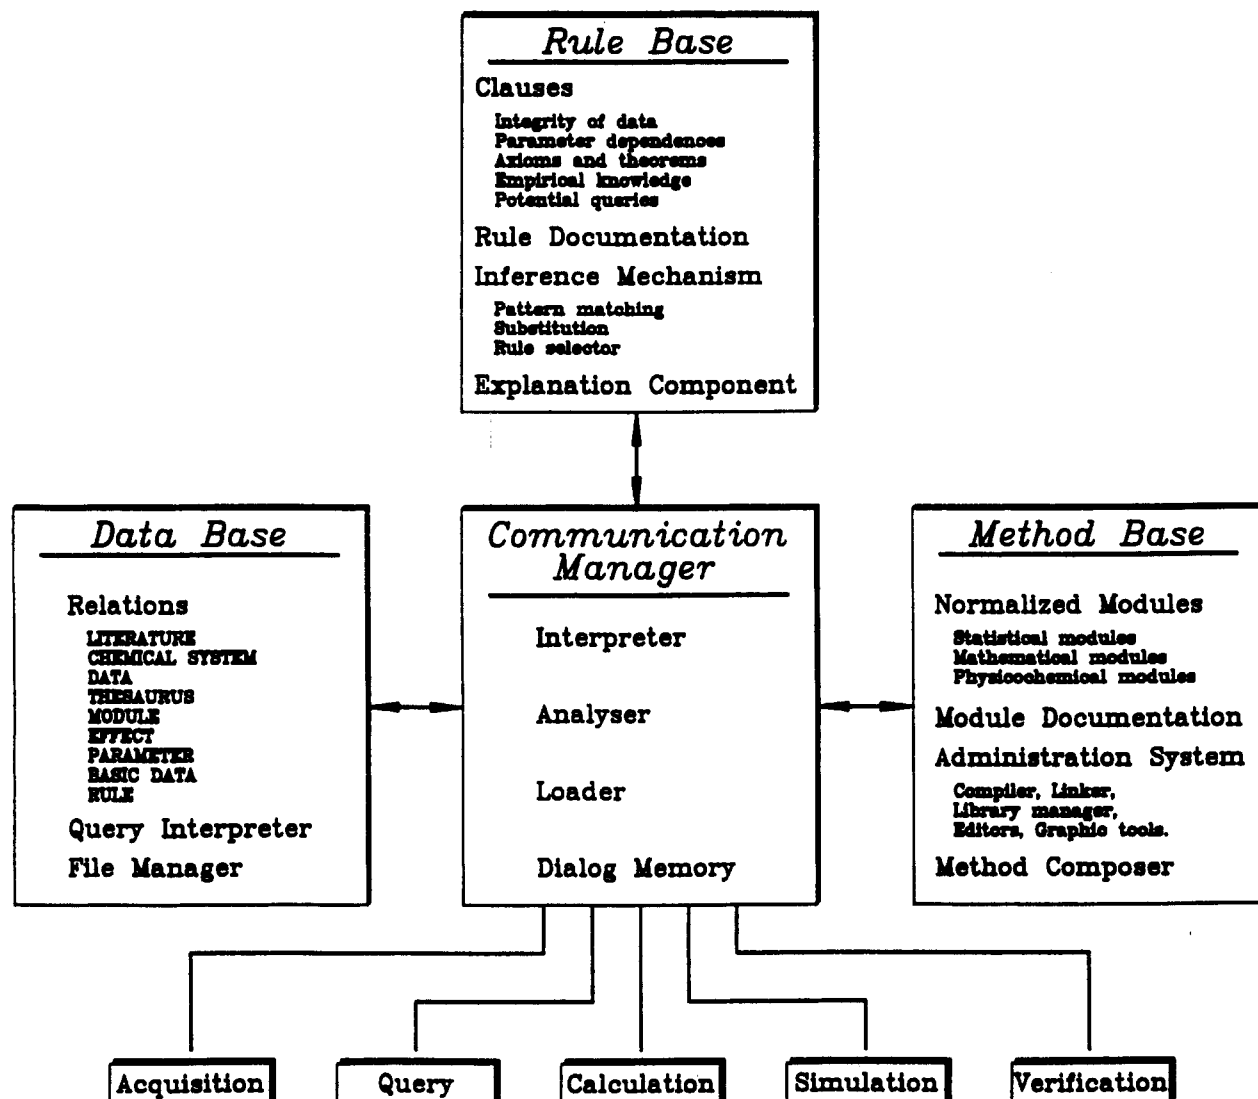 Rule Base
Clauses
Integrity of data
Parameter dependences
Axioms and theorems
Empirical knowledge
Potential queries
Rule Documentation
Inference Mechanism
Pattern matching
Substitution
Rule selector
Explanation Component
Data Base
Relations
LITERATURE
CHEMICAL SYSTEM
DATA
THESAURUS
MODULE
EFFECT
PARAMETER
BASIC DATA
RULE
Query Interpreter
File Manager
Communication
Manager
Interpreter
Analyser
Loader
Dialog Memory
Method Base
Normalized Modules
Statistical modules
Mathematical modules
Physicochemical modules
Module Documentation
Administration System
Compiler, Linker,
Library manager,
Editors, Graphic tools.
Method Composer
Acquisition
Query
Calculation
Simulation
Verification